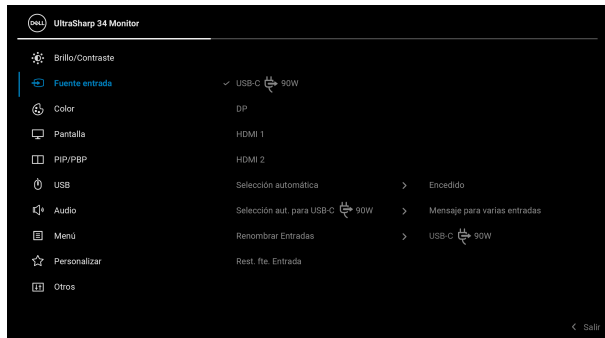 DELL UltraSharp 34 Monitor
Brillo/Contraste
Fuente entrada USB-C 90W
Color DP
Pantalla HDMI 1
PIP/PBP HDMI 2
USB Selección automática > Encedido
Audio Selección aut. para USB-C 90W > Mensaje para varias entradas
Menú Renombrar Entradas > USB-C 90W
Personalizar Rest. fte. Entrada
Otros
< Salir